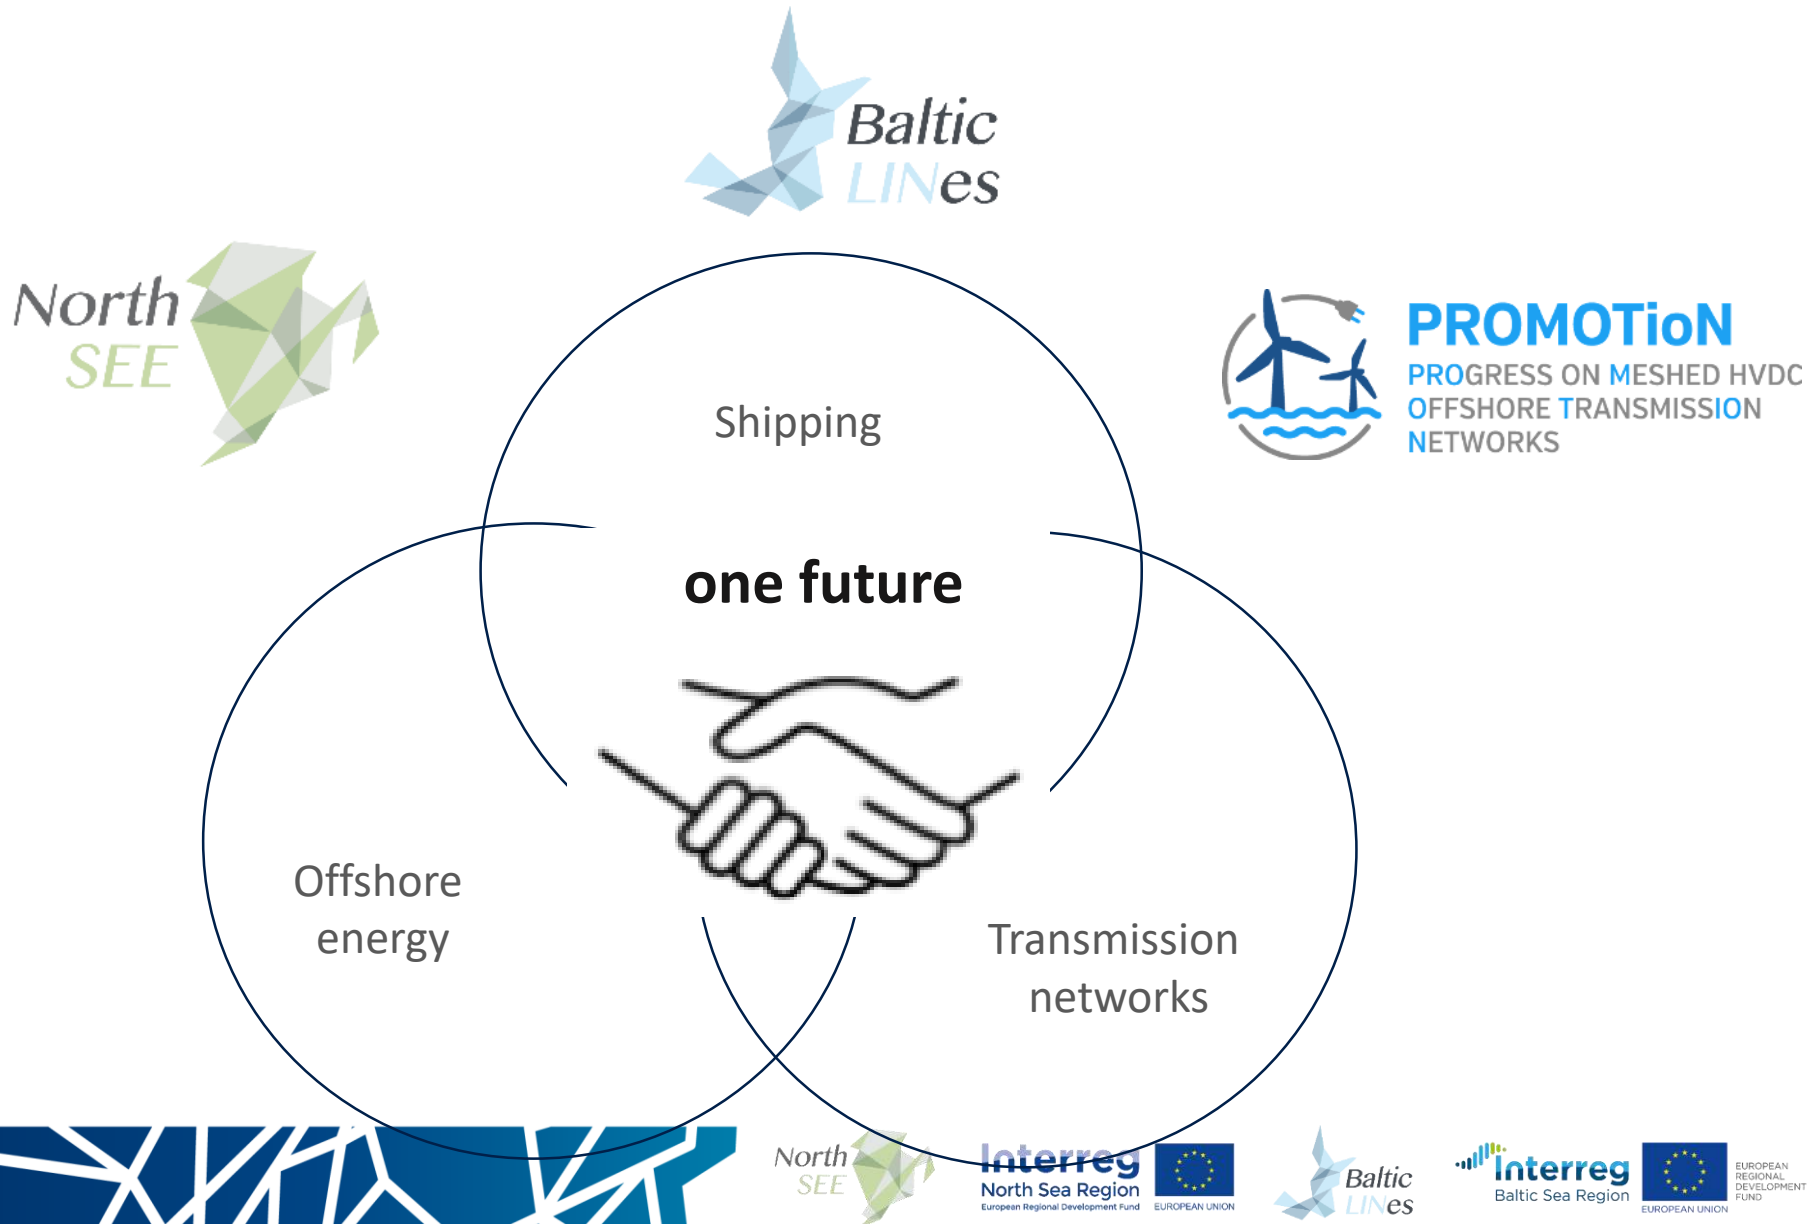 Baltic
LINes
North
SEE
PROMOTioN
PROGRESS ON MESHED HVDC
OFFSHORE TRANSMISSION
NETWORKS
Shipping
one future
Offshore
energy
Transmission
networks
North
SEE
Interreg
North Sea Region
European Regional Development Fund
EUROPEAN UNION
Baltic
LINes
Interreg
Baltic Sea Region
EUROPEAN UNION
EUROPEAN
REGIONAL
DEVELOPMENT
FUND